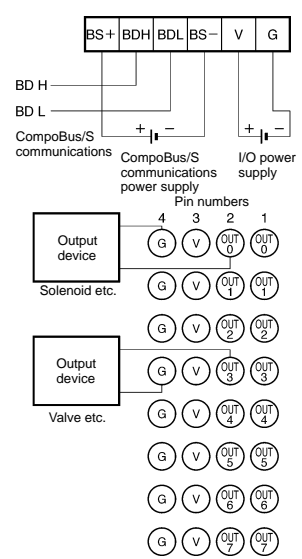 BS+ BDH BDL BS− V G
BD H
BD L
CompoBus/S
communications
+ −
CompoBus/S
communications
power supply
+ −
I/O power
supply
Pin numbers
4 3 2 1
Output
device
Solenoid etc.
G V OUT 0 OUT 0
G V OUT 1 OUT 1
G V OUT 2 OUT 2
Output
device
Valve etc.
G V OUT 3 OUT 3
G V OUT 4 OUT 4
G V OUT 5 OUT 5
G V OUT 6 OUT 6
G V OUT 7 OUT 7